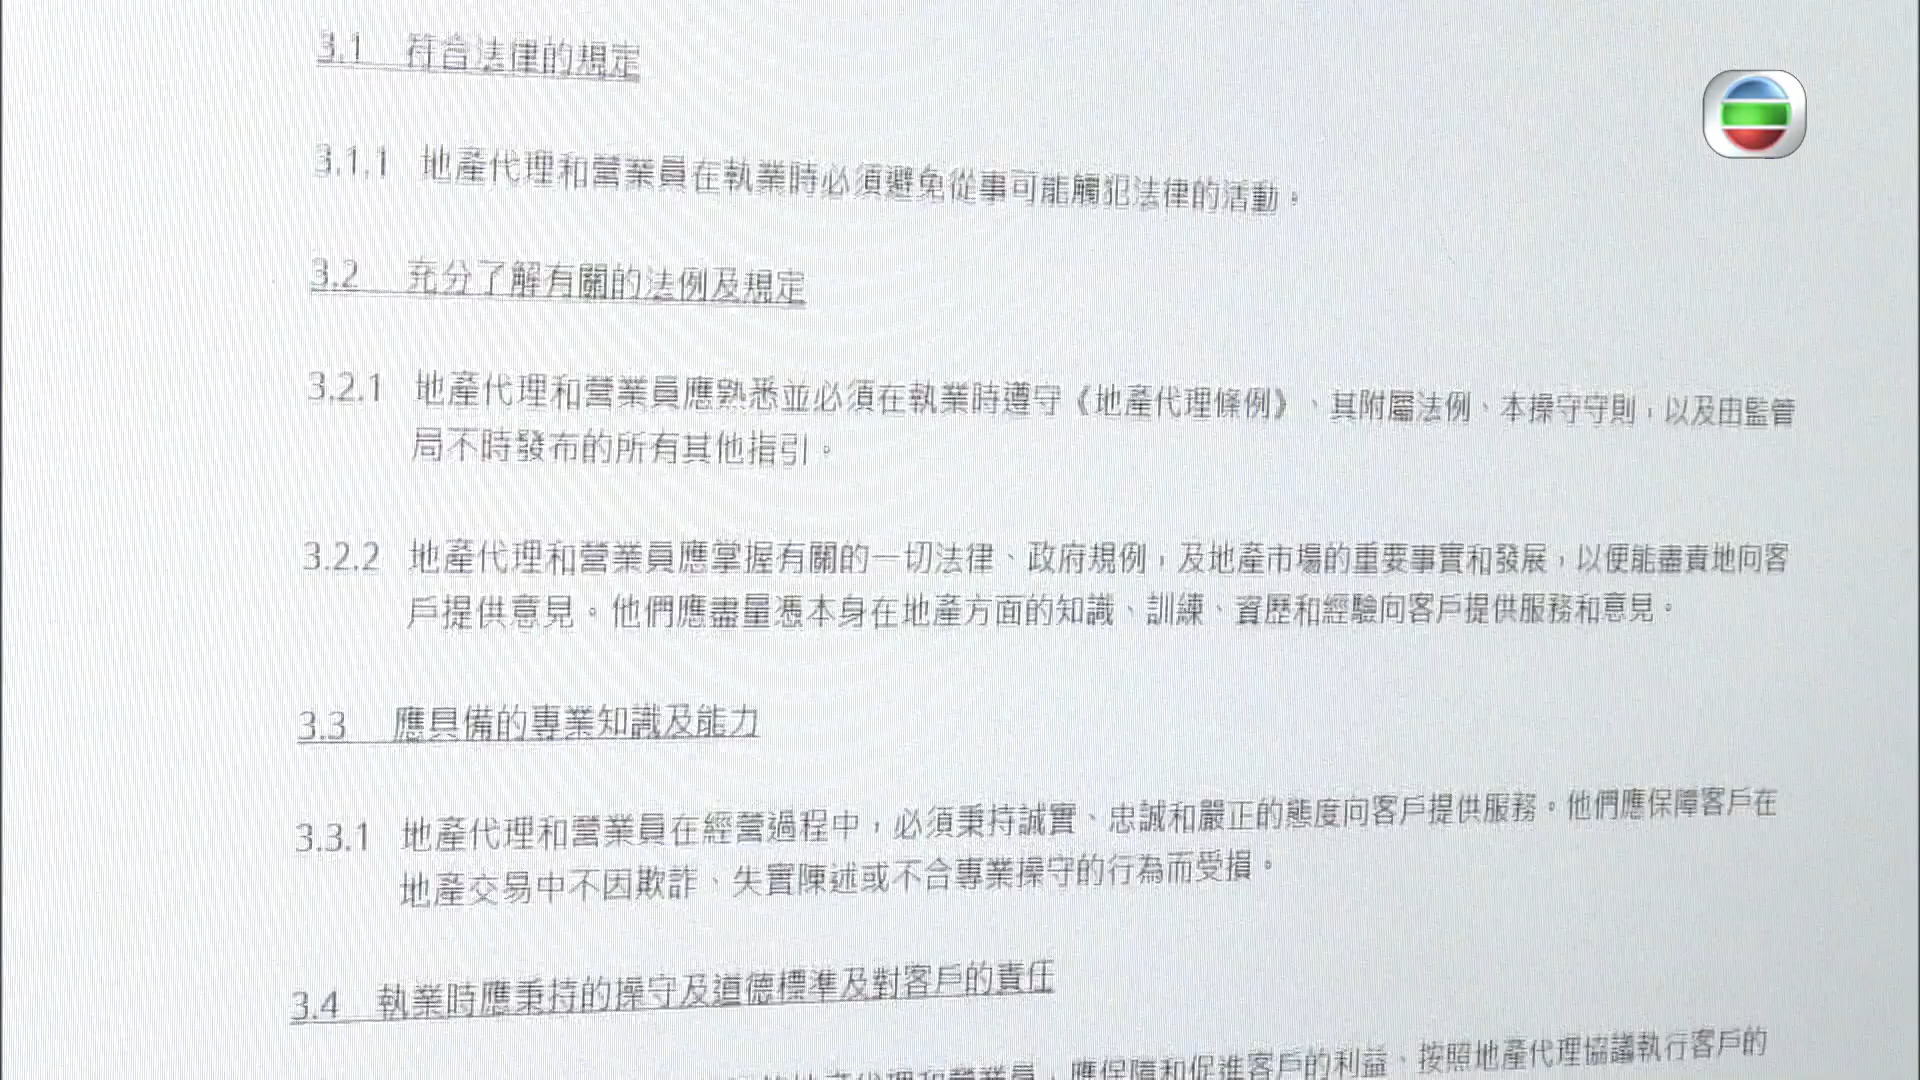 3.1 符合法律的規定
3.1.1 地產代理和營業員在執業時必須避免從事可能觸犯法律的活動。
3.2 充分了解有關的法例及規定
3.2.1 地產代理和營業員應熟悉並必須在執業時遵守《地產代理條例》、其附屬法例、本操守守則，以及由監管
局不時發布的所有其他指引。
3.2.2 地產代理和營業員應掌握有關的一切法律、政府規例，及地產市場的重要事實和發展，以便能盡責地向客
戶提供意見。他們應盡量憑本身在地產方面的知識、訓練、資歷和經驗向客戶提供服務和意見。
3.3 應具備的專業知識及能力
3.3.1 地產代理和營業員在經營過程中，必須秉持誠實、忠誠和嚴正的態度向客戶提供服務。他們應保障客戶在
地產交易中不因欺詐、失實陳述或不合專業操守的行為而受損。
3.4 執業時應秉持的操守及道德標準及對客戶的責任
地產代理和營業員，應保障和促進客戶的利益、按照地產代理協議執行客戶的